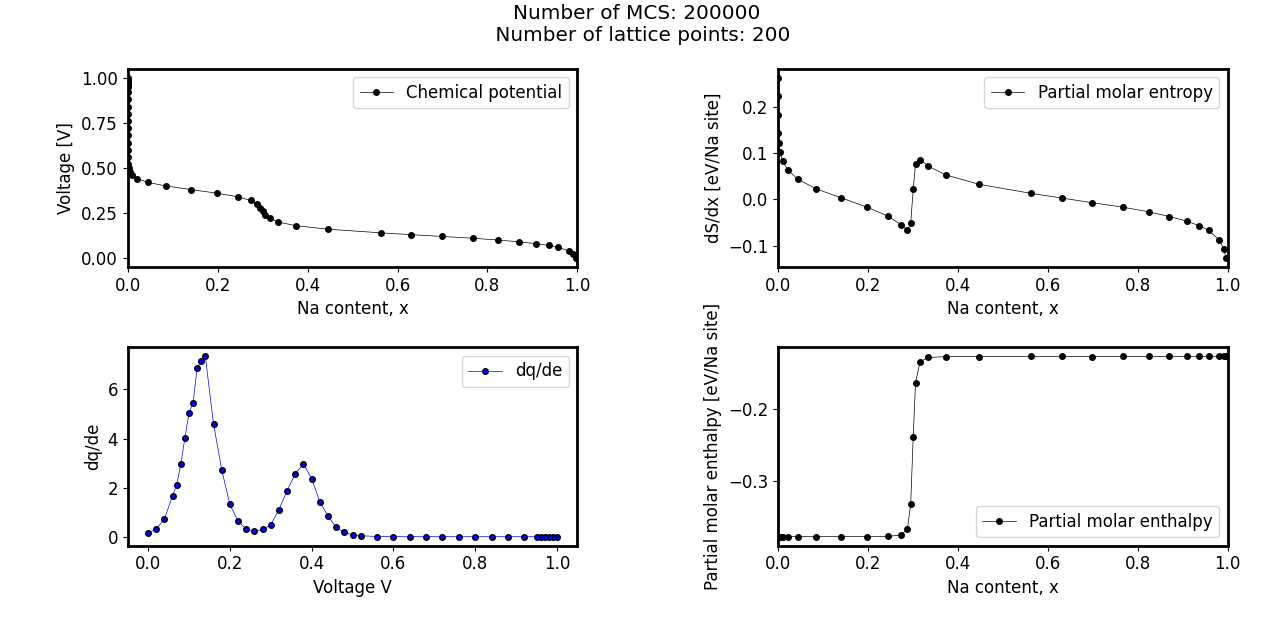 Number of MCS: 200000
Number of lattice points: 200
1.00
0.75
0.50
0.25
0.00
Voltage [V]
Chemical potential
0.0 0.2 0.4 0.6 0.8 1.0
Na content, x
0.2
0.1
0.0
−0.1
dS/dx [eV/Na site]
Partial molar entropy
0.0 0.2 0.4 0.6 0.8 1.0
Na content, x
6
4
2
0
dq/de
dq/de
0.0 0.2 0.4 0.6 0.8 1.0
Voltage V
−0.2
−0.3
Partial molar enthalpy [eV/Na site]
Partial molar enthalpy
0.0 0.2 0.4 0.6 0.8 1.0
Na content, x